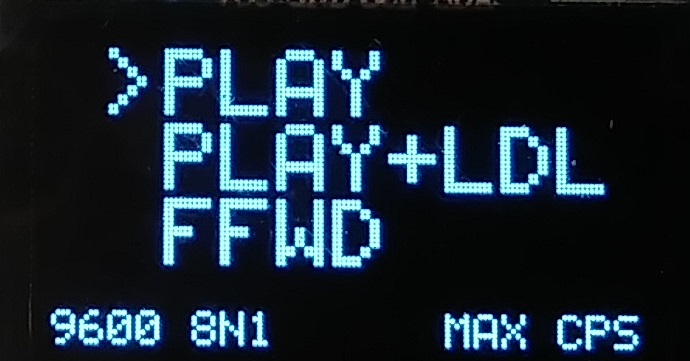 >PLAY
PLAY+LDL
FFWD
9600 8N1 MAX CPS